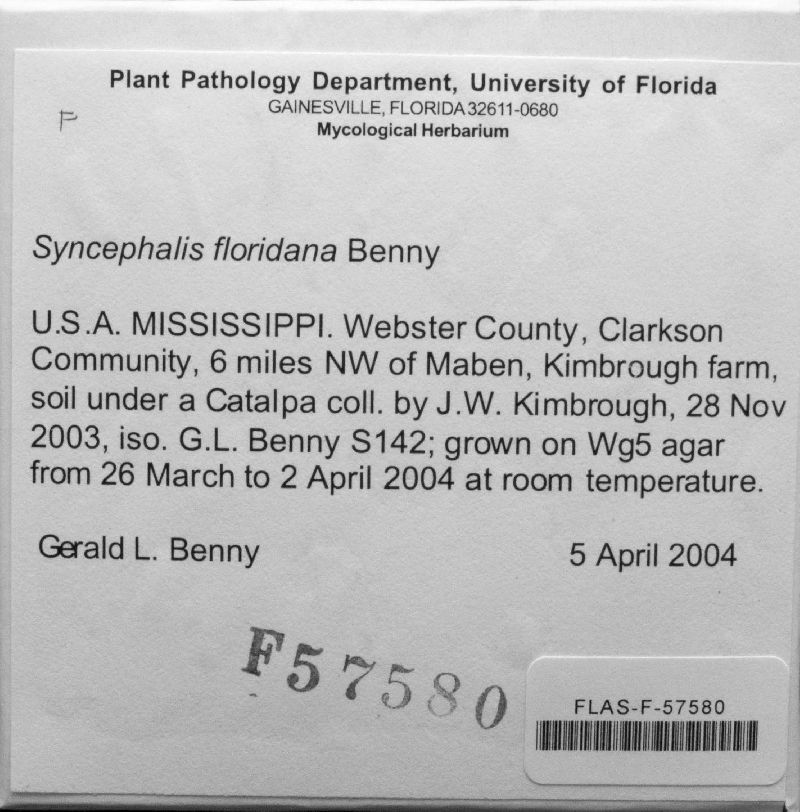 Plant Pathology Department, University of Florida
GAINESVILLE, FLORIDA 32611-0680
Mycological Herbarium
P
Syncephalis floridana Benny
U.S.A. MISSISSIPPI. Webster County, Clarkson
Community, 6 miles NW of Maben, Kimbrough farm,
soil under a Catalpa coll. by J.W. Kimbrough, 28 Nov
2003, iso. G.L. Benny S142; grown on Wg5 agar
from 26 March to 2 April 2004 at room temperature.
Gerald L. Benny 5 April 2004
F57580
FLAS-F-57580